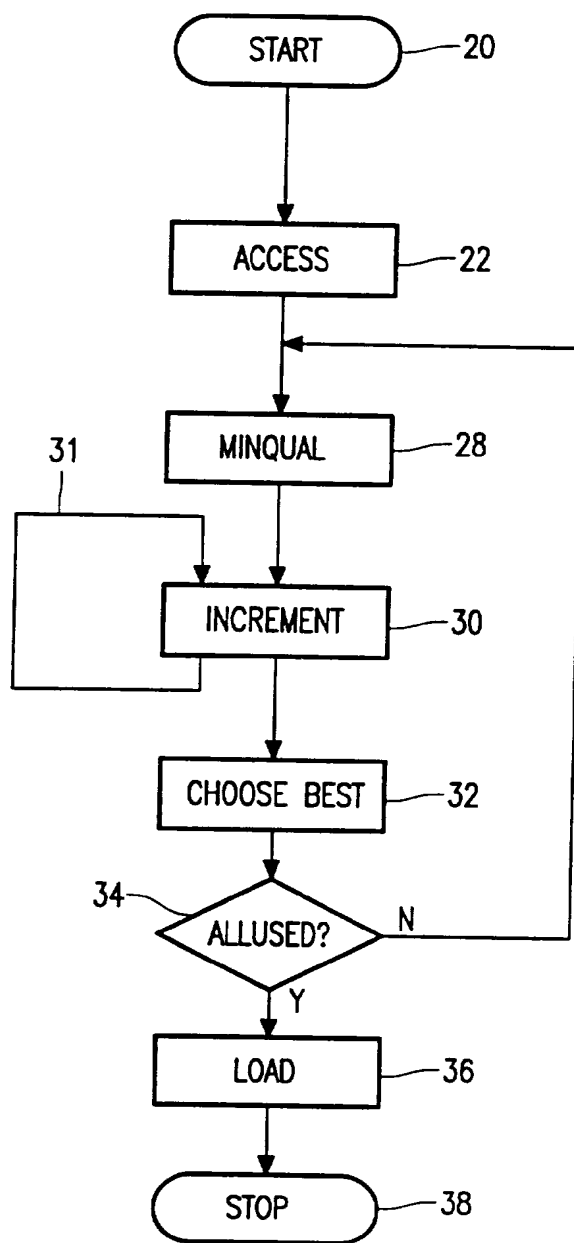 START 20
ACCESS 22
MINQUAL 28
31
INCREMENT 30
CHOOSE BEST 32
34
ALLUSED? N
Y
LOAD 36
STOP 38